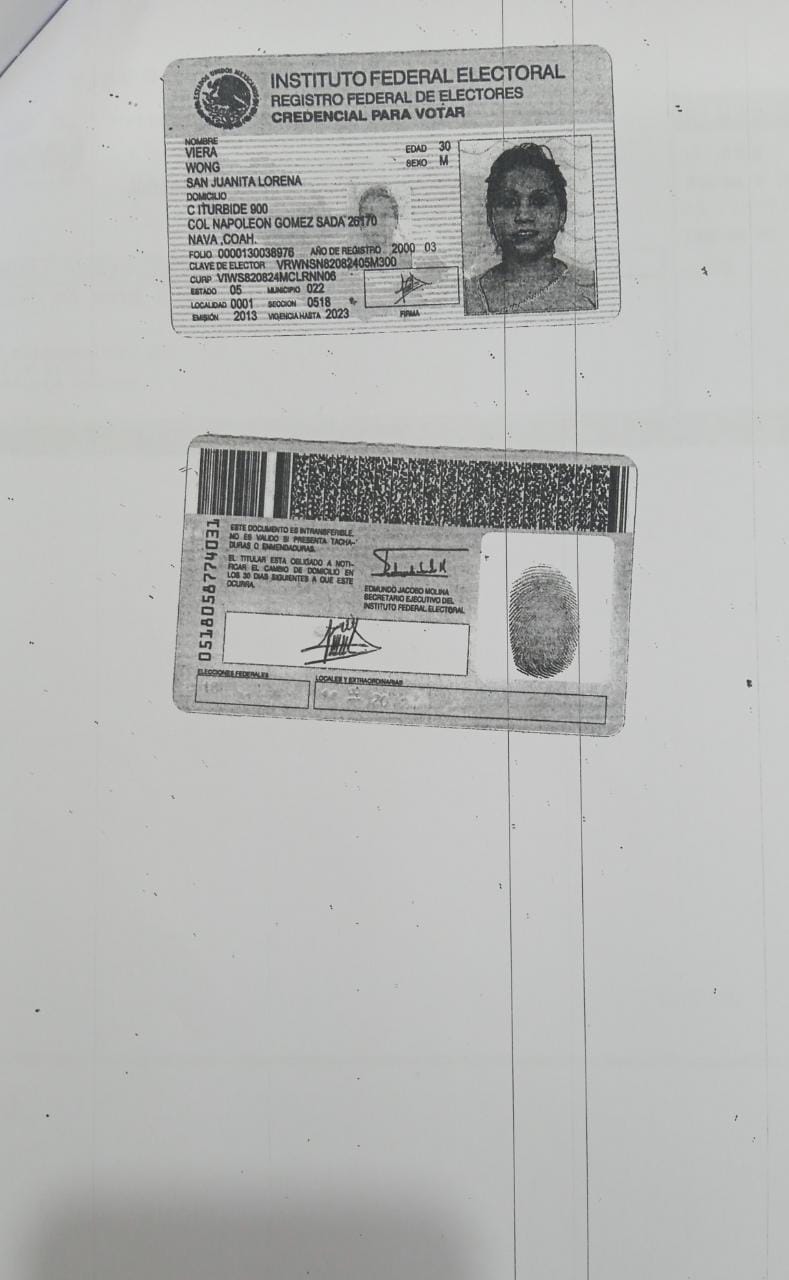 ESTADOS UNIDOS MEXICANOS
INSTITUTO FEDERAL ELECTORAL
REGISTRO FEDERAL DE ELECTORES
CREDENCIAL PARA VOTAR
NOMBRE
VIERA
WONG
SAN JUANITA LORENA
EDAD 30
SEXO M
DOMICILIO
C ITURBIDE 900
COL NAPOLEON GOMEZ SADA 26170
NAVA ,COAH.
FOLIO 0000130038976 AÑO DE REGISTRO 2000 03
CLAVE DE ELECTOR VRWNSN82082405M300
CURP VIWS820824MCLRNN06
ESTADO 05 MUNICIPIO 022
LOCALIDAD 0001 SECCION 0518
EMISIÓN 2013 VIGENCIA HASTA 2023
FIRMA
0518058774031
ESTE DOCUMENTO ES INTRANSFERIBLE.
NO ES VALIDO SI PRESENTA TACHA-
DURAS O ENMENDADURAS.
EL TITULAR ESTA OBLIGADO A NOTI-
FICAR EL CAMBIO DE DOMICILIO EN
LOS 30 DIAS SIGUIENTES A QUE ESTE
OCURRA.
EDMUNDO JACOBO MOLINA
SECRETARIO EJECUTIVO DEL
INSTITUTO FEDERAL ELECTORAL
ELECCIONES FEDERALES
LOCALES Y EXTRAORDINARIAS